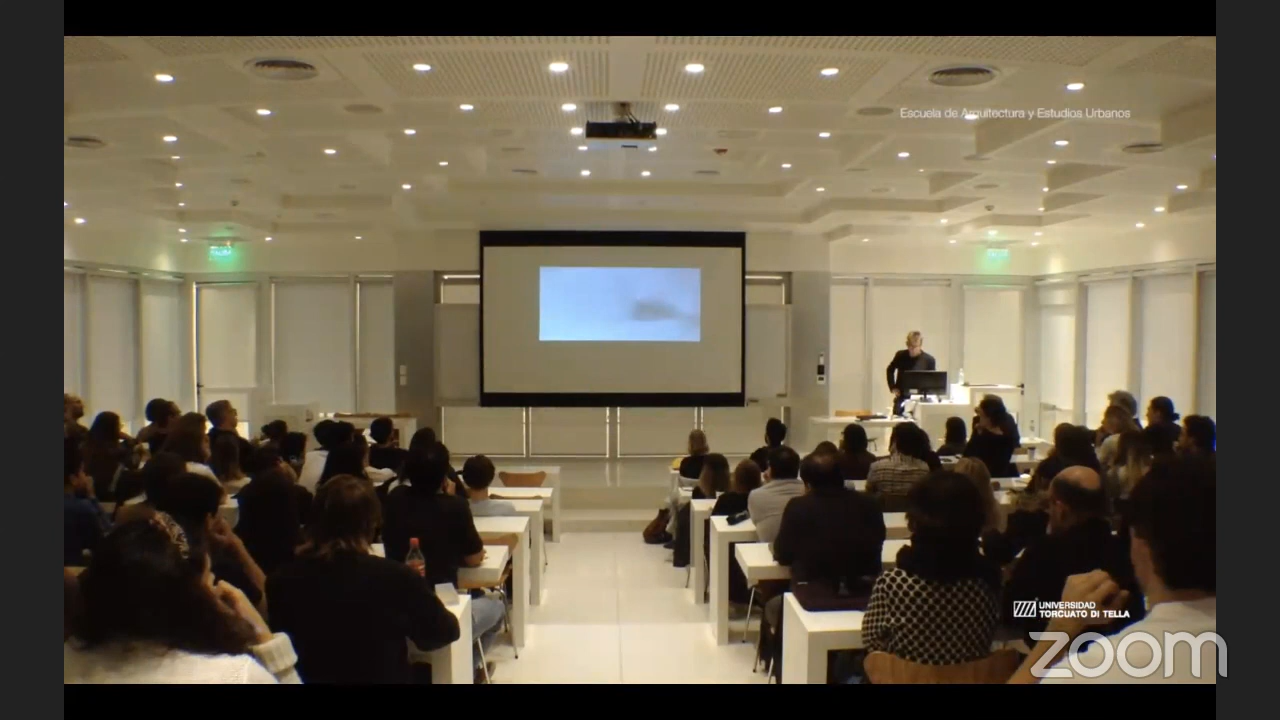 Escuela de Arquitectura y Estudios Urbanos
UNIVERSIDAD
TORCUATO DI TELLA
zoom